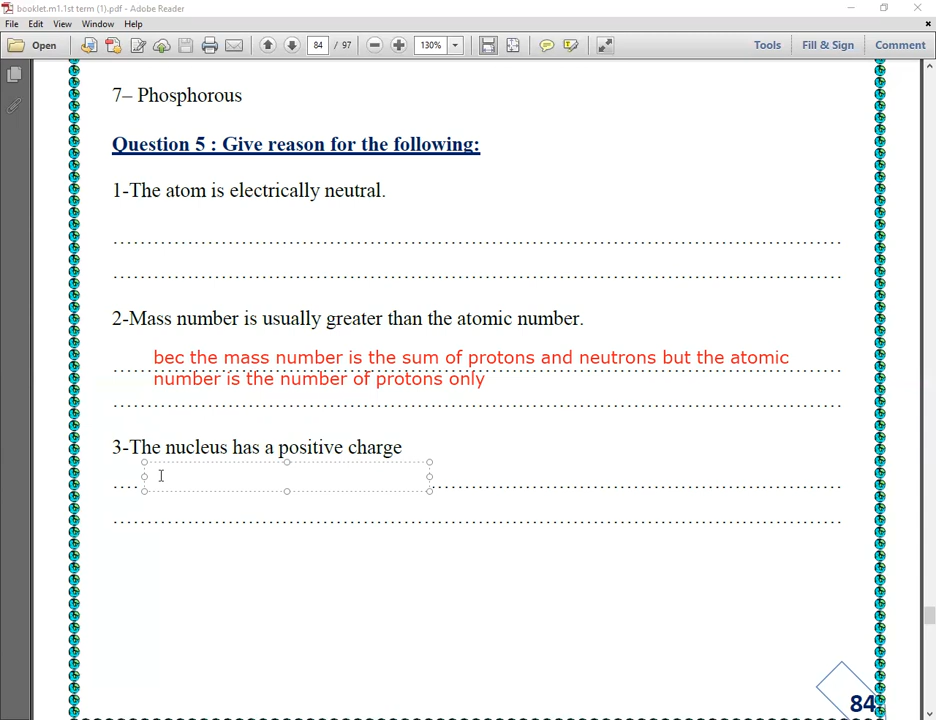 booklet.m1.1st term (1).pdf - Adobe Reader
File Edit View Window Help
Open 84 / 97 130% Tools Fill & Sign Comment
7– Phosphorous
Question 5 : Give reason for the following:
1-The atom is electrically neutral.
2-Mass number is usually greater than the atomic number.
bec the mass number is the sum of protons and neutrons but the atomic
number is the number of protons only
3-The nucleus has a positive charge
84